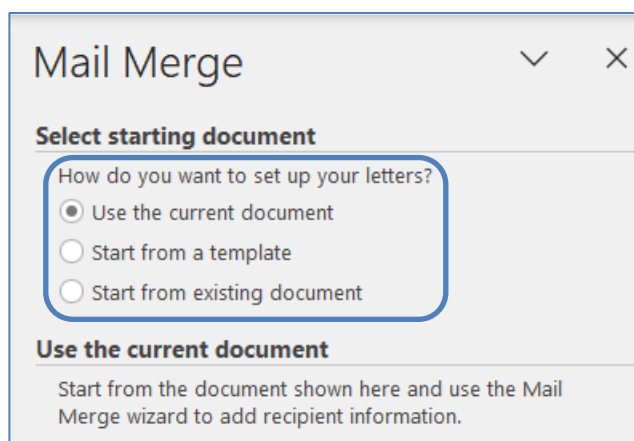 Mail Merge
Select starting document
How do you want to set up your letters?
Use the current document
Start from a template
Start from existing document
Use the current document
Start from the document shown here and use the Mail
Merge wizard to add recipient information.